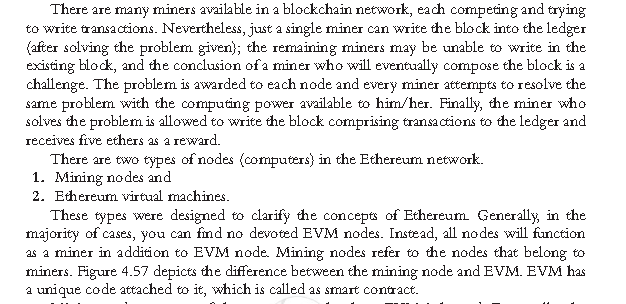 There are many miners available in a blockchain network, each competing and trying
to write transactions. Nevertheless, just a single miner can write the block into the ledger
(after solving the problem given); the remaining miners may be unable to write in the
existing block, and the conclusion of a miner who will eventually compose the block is a
challenge. The problem is awarded to each node and every miner attempts to resolve the
same problem with the computing power available to him/her. Finally, the miner who
solves the problem is allowed to write the block comprising transactions to the ledger and
receives five ethers as a reward.
There are two types of nodes (computers) in the Ethereum network.
1. Mining nodes and
2. Ethereum virtual machines.
These types were designed to clarify the concepts of Ethereum. Generally, in the
majority of cases, you can find no devoted EVM nodes. Instead, all nodes will function
as a miner in addition to EVM node. Mining nodes refer to the nodes that belong to
miners. Figure 4.57 depicts the difference between the mining node and EVM. EVM has
a unique code attached to it, which is called as smart contract.